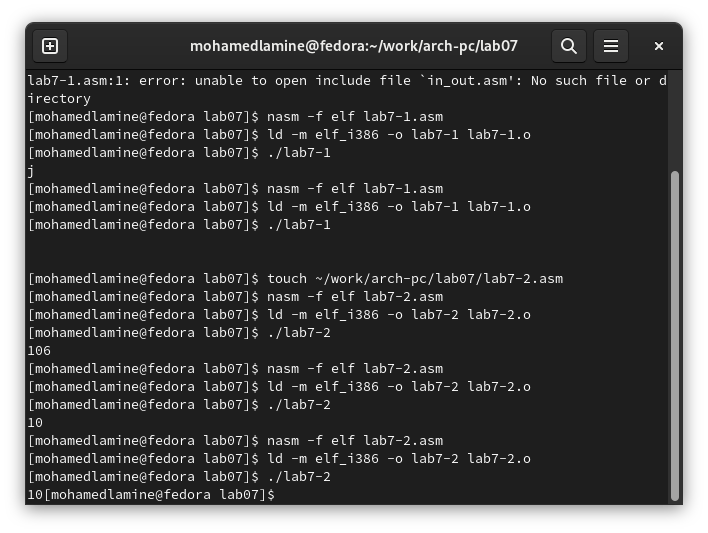 mohamedlamine@fedora:~/work/arch-pc/lab07
lab7-1.asm:1: error: unable to open include file `in_out.asm': No such file or d
irectory
[mohamedlamine@fedora lab07]$ nasm -f elf lab7-1.asm
[mohamedlamine@fedora lab07]$ ld -m elf_i386 -o lab7-1 lab7-1.o
[mohamedlamine@fedora lab07]$ ./lab7-1
j
[mohamedlamine@fedora lab07]$ nasm -f elf lab7-1.asm
[mohamedlamine@fedora lab07]$ ld -m elf_i386 -o lab7-1 lab7-1.o
[mohamedlamine@fedora lab07]$ ./lab7-1
[mohamedlamine@fedora lab07]$ touch ~/work/arch-pc/lab07/lab7-2.asm
[mohamedlamine@fedora lab07]$ nasm -f elf lab7-2.asm
[mohamedlamine@fedora lab07]$ ld -m elf_i386 -o lab7-2 lab7-2.o
[mohamedlamine@fedora lab07]$ ./lab7-2
106
[mohamedlamine@fedora lab07]$ nasm -f elf lab7-2.asm
[mohamedlamine@fedora lab07]$ ld -m elf_i386 -o lab7-2 lab7-2.o
[mohamedlamine@fedora lab07]$ ./lab7-2
10
[mohamedlamine@fedora lab07]$ nasm -f elf lab7-2.asm
[mohamedlamine@fedora lab07]$ ld -m elf_i386 -o lab7-2 lab7-2.o
[mohamedlamine@fedora lab07]$ ./lab7-2
10[mohamedlamine@fedora lab07]$